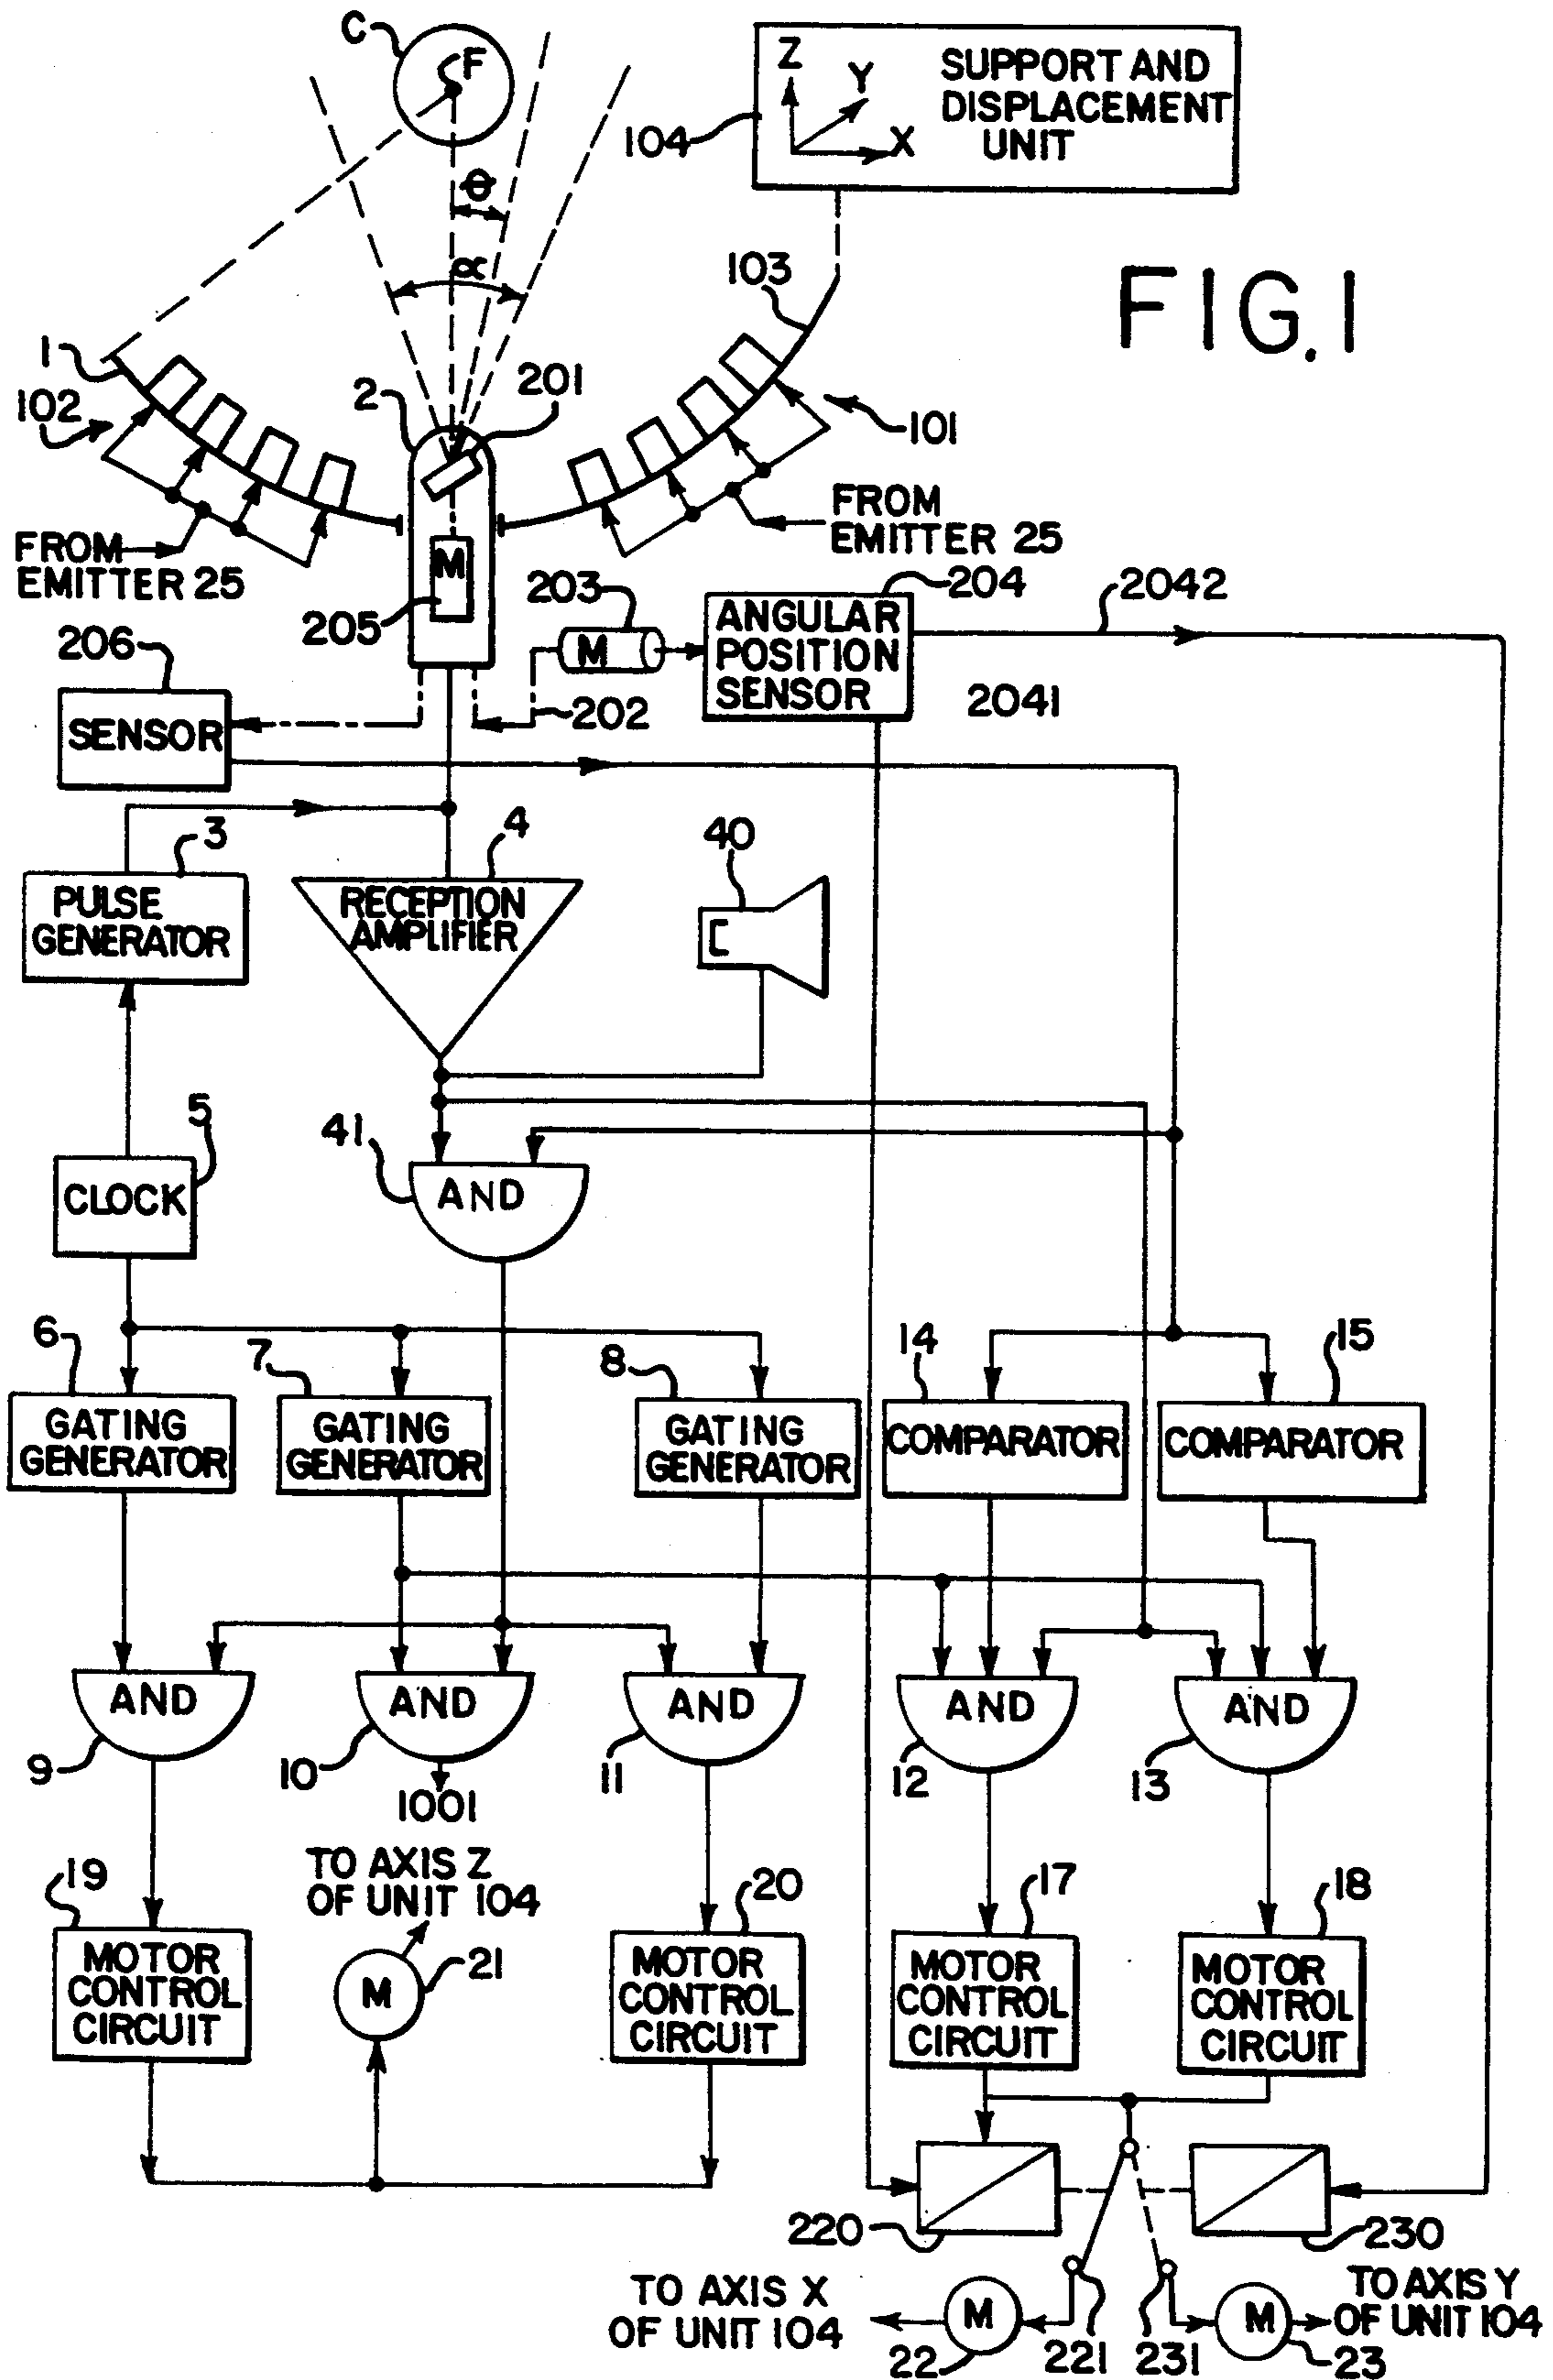 C
F
Z
Y
X
SUPPORT AND
DISPLACEMENT
UNIT
104
θ
α
FIG. 1
103
1
102
2
201
101
FROM
EMITTER 25
FROM
EMITTER 25
M
205
203
M
204
ANGULAR
POSITION
SENSOR
2042
2041
206
SENSOR
202
3
PULSE
GENERATOR
4
RECEPTION
AMPLIFIER
40
5
CLOCK
41
AND
6
GATING
GENERATOR
7
GATING
GENERATOR
8
GATING
GENERATOR
14
COMPARATOR
15
COMPARATOR
AND
9
AND
10
1001
AND
11
AND
12
AND
13
19
MOTOR
CONTROL
CIRCUIT
TO AXIS Z
OF UNIT 104
M
21
20
MOTOR
CONTROL
CIRCUIT
17
MOTOR
CONTROL
CIRCUIT
18
MOTOR
CONTROL
CIRCUIT
220
230
TO AXIS X
OF UNIT 104
M
22
221
231
M
23
TO AXIS Y
OF UNIT 104